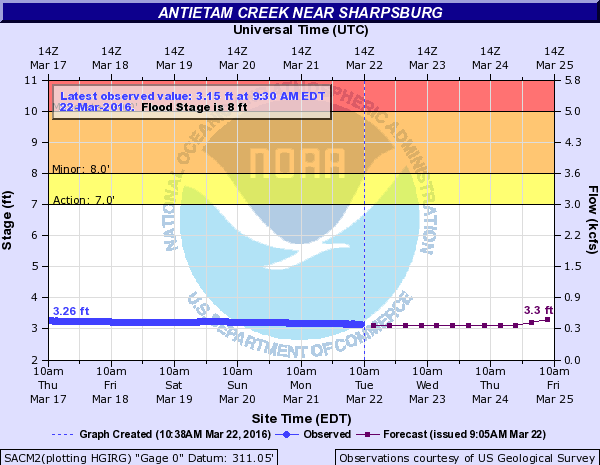 ANTIETAM CREEK NEAR SHARPSBURG
Universal Time (UTC)
14Z 14Z 14Z 14Z 14Z 14Z 14Z 14Z 14Z
Mar 17 Mar 18 Mar 19 Mar 20 Mar 21 Mar 22 Mar 23 Mar 24 Mar 25
Latest observed value: 3.15 ft at 9:30 AM EDT
22-Mar-2016. Flood Stage is 8 ft
Minor: 8.0'
Action: 7.0'
NOAA
NATIONAL OCEANIC AND ATMOSPHERIC ADMINISTRATION
U.S. DEPARTMENT OF COMMERCE
3.26 ft
3.3 ft
Stage (ft)
11
10
9
8
7
6
5
4
3
2
Flow (kcfs)
5.8
5.0
4.3
3.6
3.0
2.2
1.5
0.9
0.3
0.0
10am 10am 10am 10am 10am 10am 10am 10am 10am
Thu Fri Sat Sun Mon Tue Wed Thu Fri
Mar 17 Mar 18 Mar 19 Mar 20 Mar 21 Mar 22 Mar 23 Mar 24 Mar 25
Site Time (EDT)
Graph Created (10:38AM Mar 22, 2016) Observed Forecast (issued 9:05AM Mar 22)
SACM2(plotting HGIRG) "Gage 0" Datum: 311.05'
Observations courtesy of US Geological Survey